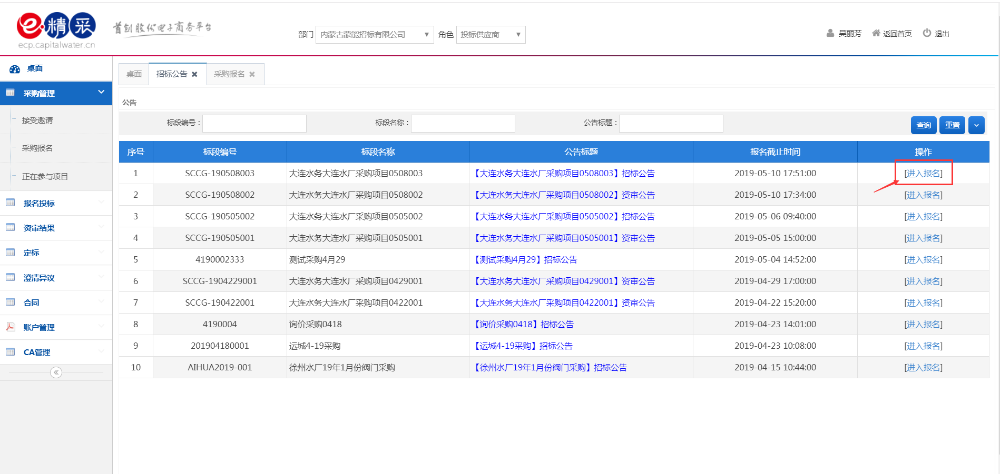 e·精采 首创股份电子商务平台
ecp.capitalwater.cn
部门 内蒙古蒙能招标有限公司 角色 投标供应商
吴丽芳 返回首页 退出
桌面
采购管理
接受邀请
采购报名
正在参与项目
报名投标
资审结果
定标
澄清异议
合同
账户管理
CA管理
桌面 招标公告 采购报名
公告
标段编号： 标段名称： 公告标题： 查询 重置
序号 标段编号 标段名称 公告标题 报名截止时间 操作
1 SCCG-190508003 大连水务大连水厂采购项目0508003 【大连水务大连水厂采购项目0508003】招标公告 2019-05-10 17:51:00 [进入报名]
2 SCCG-190508002 大连水务大连水厂采购项目0508002 【大连水务大连水厂采购项目0508002】资审公告 2019-05-10 17:34:00 [进入报名]
3 SCCG-190505002 大连水务大连水厂采购项目0505002 【大连水务大连水厂采购项目0505002】招标公告 2019-05-06 09:40:00 [进入报名]
4 SCCG-190505001 大连水务大连水厂采购项目0505001 【大连水务大连水厂采购项目0505001】资审公告 2019-05-05 15:00:00 [进入报名]
5 4190002333 测试采购4月29 【测试采购4月29】招标公告 2019-05-04 14:52:00 [进入报名]
6 SCCG-1904229001 大连水务大连水厂采购项目0429001 【大连水务大连水厂采购项目0429001】资审公告 2019-04-29 17:00:00 [进入报名]
7 SCCG-190422001 大连水务大连水厂采购项目0422001 【大连水务大连水厂采购项目0422001】资审公告 2019-04-22 15:20:00 [进入报名]
8 4190004 询价采购0418 【询价采购0418】招标公告 2019-04-23 14:01:00 [进入报名]
9 201904180001 运城4-19采购 【运城4-19采购】招标公告 2019-04-23 10:08:00 [进入报名]
10 AIHUA2019-001 徐州水厂19年1月份阀门采购 【徐州水厂19年1月份阀门采购】招标公告 2019-04-15 10:44:00 [进入报名]